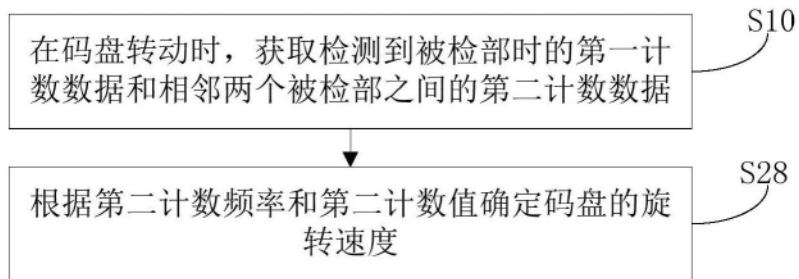 S10
在码盘转动时，获取检测到被检部时的第一计
数数据和相邻两个被检部之间的第二计数数据
S28
根据第二计数频率和第二计数值确定码盘的旋
转速度